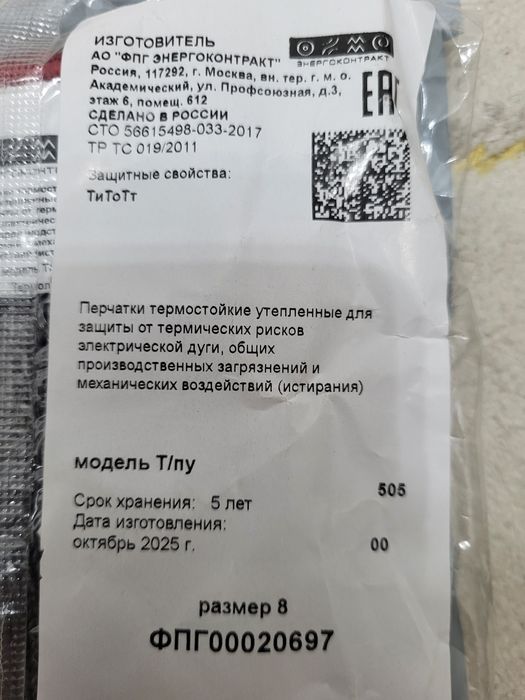 ИЗГОТОВИТЕЛЬ
АО "ФПГ ЭНЕРГОКОНТРАКТ"
Россия, 117292, г. Москва, вн. тер. г. м. о.
Академический, ул. Профсоюзная, д.3,
этаж 6, помещ. 612
СДЕЛАНО В РОССИИ
СТО 56615498-033-2017
ТР ТС 019/2011
ЭНЕРГОКОНТРАКТ
ЕАС
Защитные свойства:
ТиТоТт
Перчатки термостойкие утепленные для
защиты от термических рисков
электрической дуги, общих
производственных загрязнений и
механических воздействий (истирания)
модель Т/пу
505
Срок хранения: 5 лет
Дата изготовления:
октябрь 2025 г.
00
размер 8
ФПГ00020697